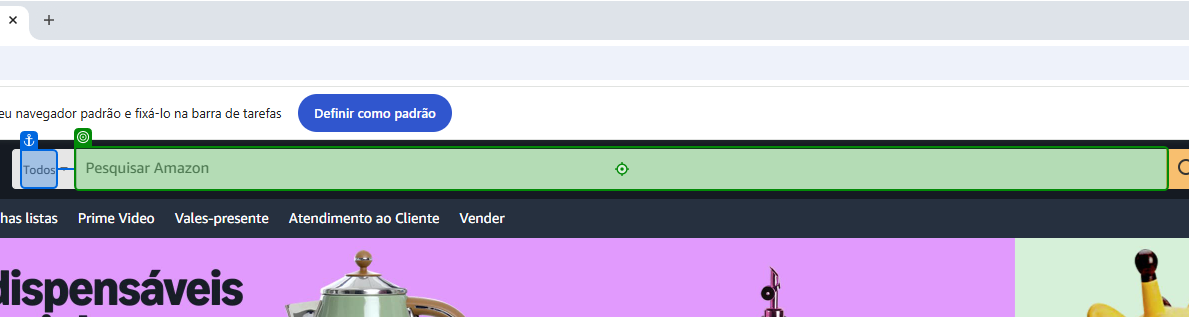 eu navegador padrão e fixá-lo na barra de tarefas Definir como padrão
Todos Pesquisar Amazon
has listas Prime Video Vales-presente Atendimento ao Cliente Vender
dispensáveis